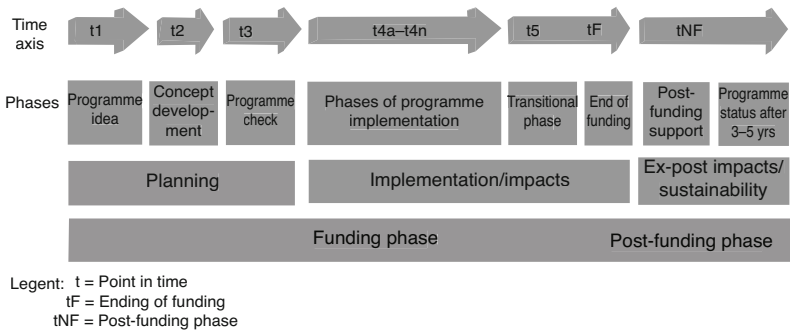 Time
axis
t1
t2
t3
t4a–t4n
t5
tF
tNF
Phases
Programme
idea
Concept
develop-
ment
Programme
check
Phases of programme
implementation
Transitional
phase
End of
funding
Post-
funding
support
Programme
status after
3–5 yrs
Planning
Implementation/impacts
Ex-post impacts/
sustainability
Funding phase
Post-funding phase
Legent: t = Point in time
tF = Ending of funding
tNF = Post-funding phase